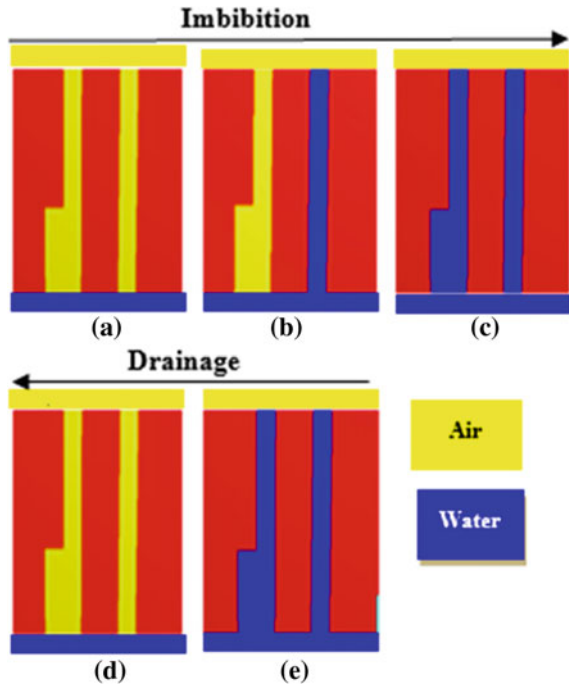 Imbibition
(a)
(b)
(c)
Drainage
Air
Water
(d)
(e)